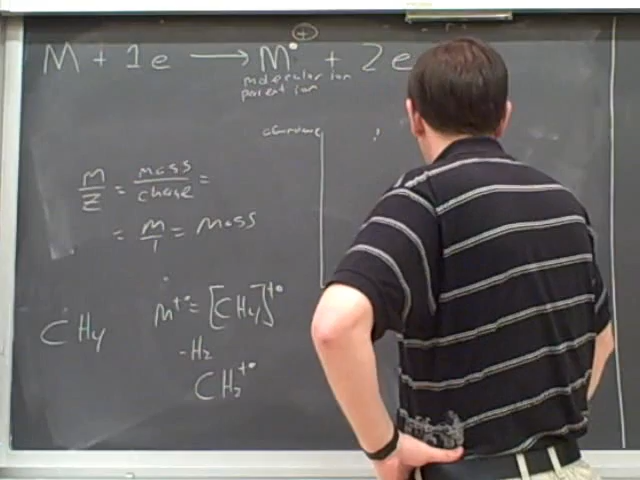 M + 1e ⟶ M•⊕ + 2e
molecular ion
parent ion
abundance
M/Z = mass/charge =
= M/1 = Mass
CH4
M+• = [CH4]+•
-H2
CH2+•